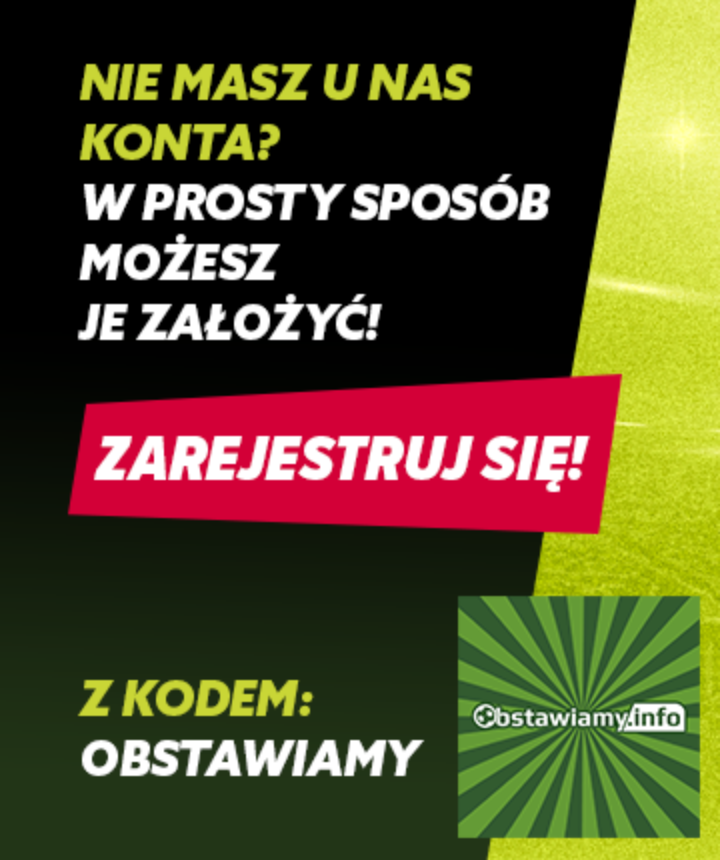 NIE MASZ U NAS
KONTA?
W PROSTY SPOSÓB
MOŻESZ
JE ZAŁOŻYĆ!
ZAREJESTRUJ SIĘ!
Z KODEM:
OBSTAWIAMY
Obstawiamy.info